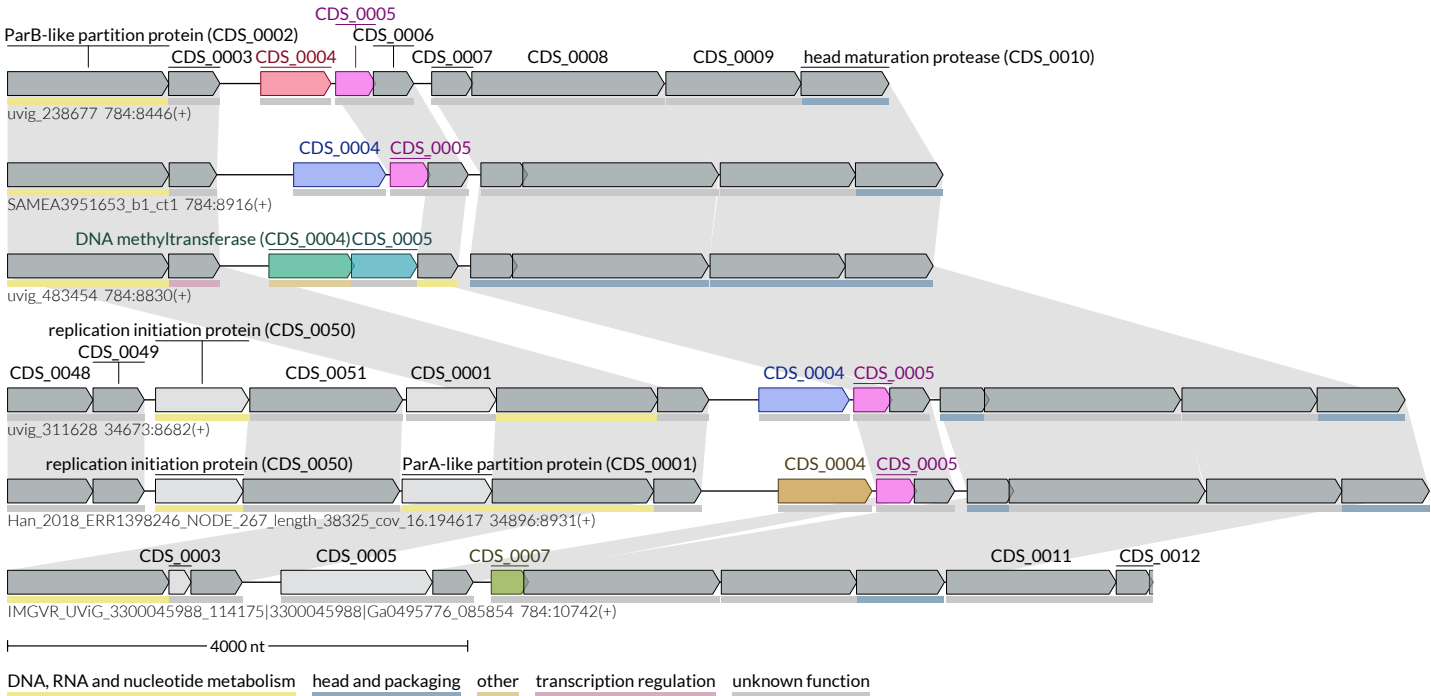 CDS_0005
ParB-like partition protein (CDS_0002) CDS_0006
CDS_0003 CDS_0004 CDS_0007 CDS_0008 CDS_0009 head maturation protease (CDS_0010)
uvig_238677 784:8446(+)
CDS_0004 CDS_0005
SAMEA3951653_b1_ct1 784:8916(+)
DNA methyltransferase (CDS_0004) CDS_0005
uvig_483454 784:8830(+)
replication initiation protein (CDS_0050)
CDS_0049
CDS_0048 CDS_0051 CDS_0001 CDS_0004 CDS_0005
uvig_311628 34673:8682(+)
replication initiation protein (CDS_0050) ParA-like partition protein (CDS_0001) CDS_0004 CDS_0005
Han_2018_ERR1398246_NODE_267_length_38325_cov_16.194617 34896:8931(+)
CDS_0003 CDS_0005 CDS_0007 CDS_0011 CDS_0012
IMGVR_UViG_3300045988_114175|3300045988|Ga0495776_085854 784:10742(+)
4000 nt
DNA, RNA and nucleotide metabolism head and packaging other transcription regulation unknown function